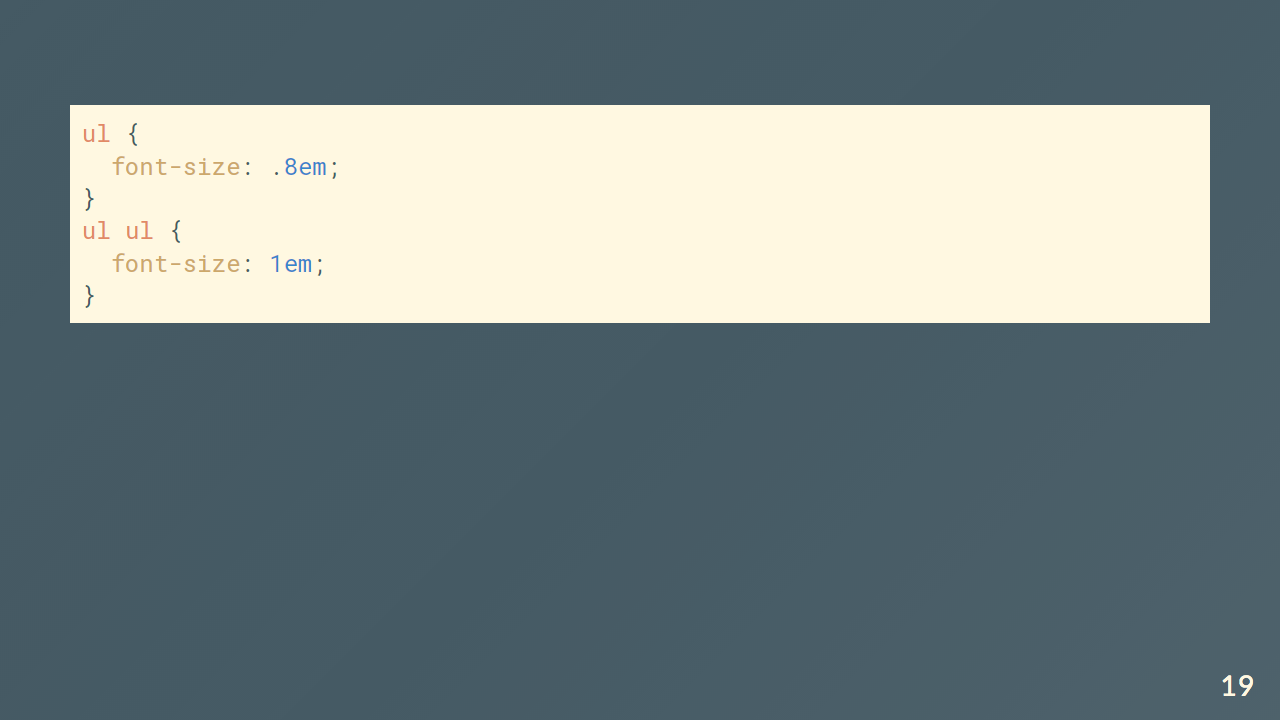 ul {
  font-size: .8em;
}
ul ul {
  font-size: 1em;
}
19